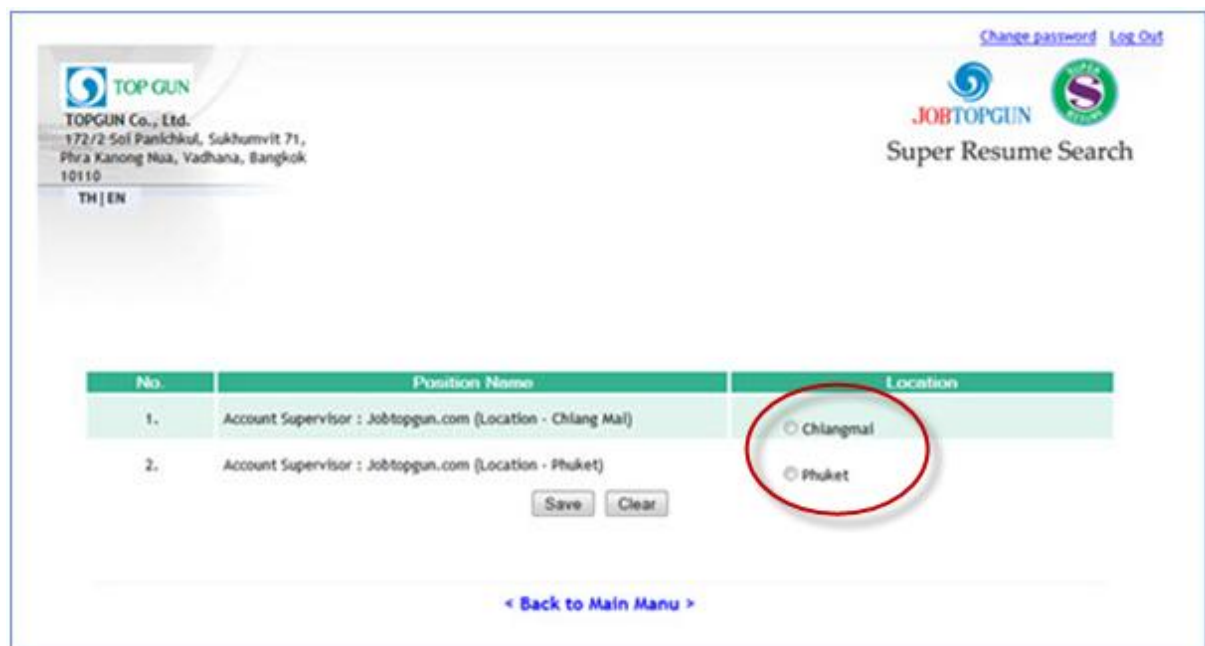 Change password Log Out
TOP GUN
TOPGUN Co., Ltd.
172/2 Soi Panichkul, Sukhumvit 71,
Phra Kanong Nua, Vadhana, Bangkok
10110
TH | EN
SUPER
S
RESUME
JOBTOPGUN
Super Resume Search
No. Position Name Location
1. Account Supervisor : Jobtopgun.com (Location - Chiang Mai) Chiangmai
2. Account Supervisor : Jobtopgun.com (Location - Phuket) Phuket
Save Clear
< Back to Main Manu >